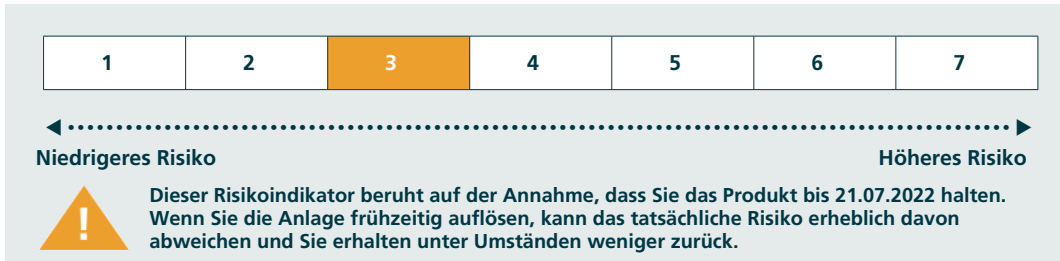 1 2 3 4 5 6 7
Niedrigeres Risiko Höheres Risiko
Dieser Risikoindikator beruht auf der Annahme, dass Sie das Produkt bis 21.07.2022 halten.
Wenn Sie die Anlage frühzeitig auflösen, kann das tatsächliche Risiko erheblich davon
abweichen und Sie erhalten unter Umständen weniger zurück.